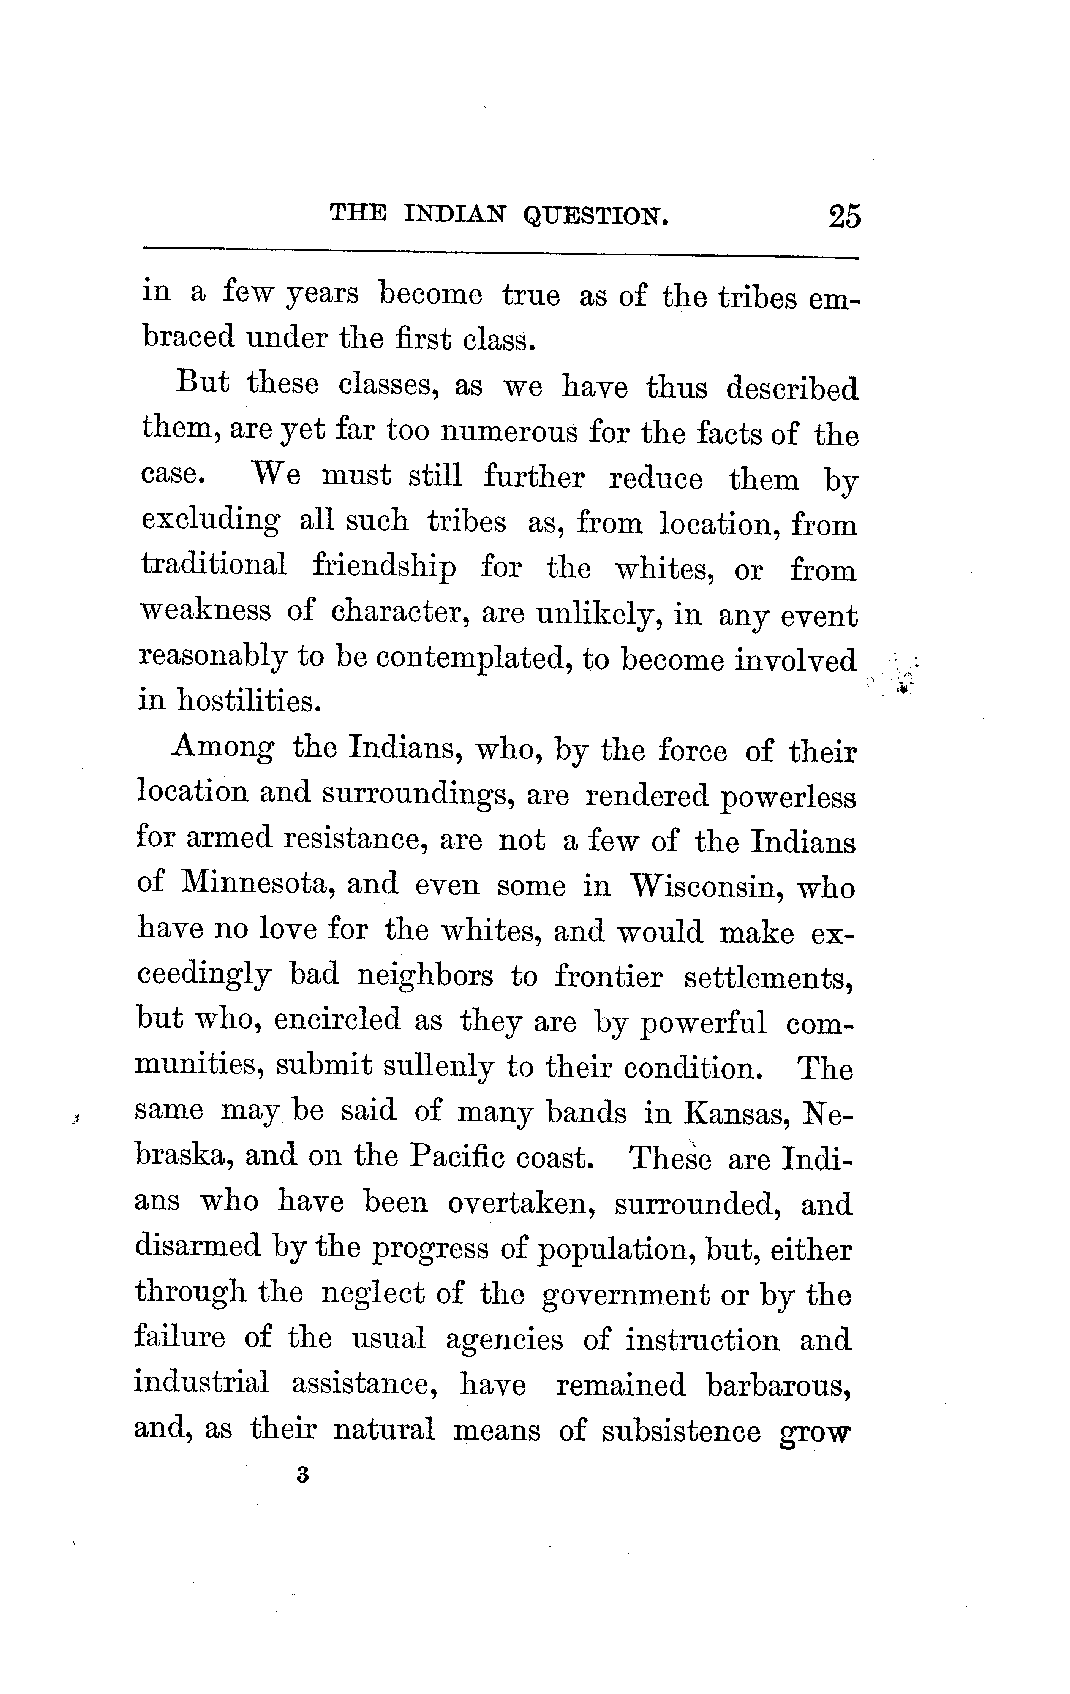 THE INDIAN QUESTION. 25
in a few years become true as of the tribes em-
braced under the first class.
But these classes, as we have thus described
them, are yet far too numerous for the facts of the
case. We must still further reduce them by
excluding all such tribes as, from location, from
traditional friendship for the whites, or from
weakness of character, are unlikely, in any event
reasonably to be contemplated, to become involved
in hostilities.
Among the Indians, who, by the force of their
location and surroundings, are rendered powerless
for armed resistance, are not a few of the Indians
of Minnesota, and even some in Wisconsin, who
have no love for the whites, and would make ex-
ceedingly bad neighbors to frontier settlements,
but who, encircled as they are by powerful com-
munities, submit sullenly to their condition. The
same may be said of many bands in Kansas, Ne-
braska, and on the Pacific coast. These are Indi-
ans who have been overtaken, surrounded, and
disarmed by the progress of population, but, either
through the neglect of the government or by the
failure of the usual agencies of instruction and
industrial assistance, have remained barbarous,
and, as their natural means of subsistence grow
3